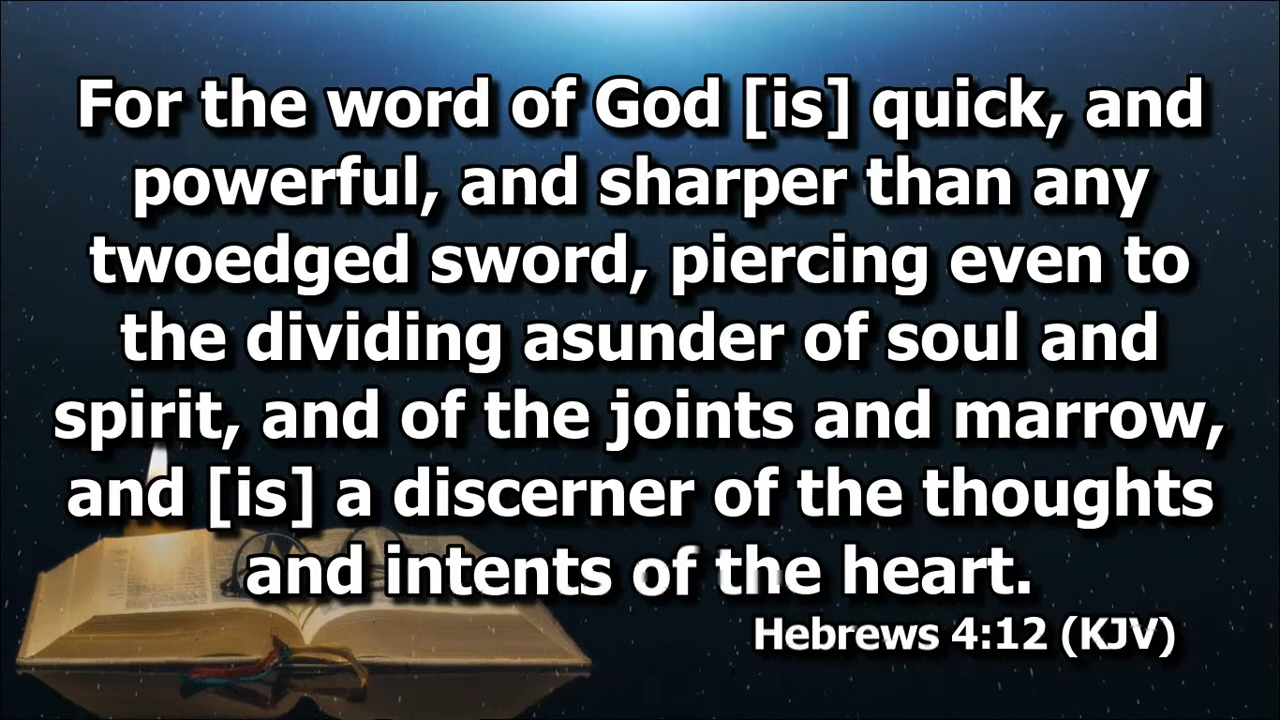 For the word of God [is] quick, and
powerful, and sharper than any
twoedged sword, piercing even to
the dividing asunder of soul and
spirit, and of the joints and marrow,
and [is] a discerner of the thoughts
and intents of the heart.
Hebrews 4:12 (KJV)